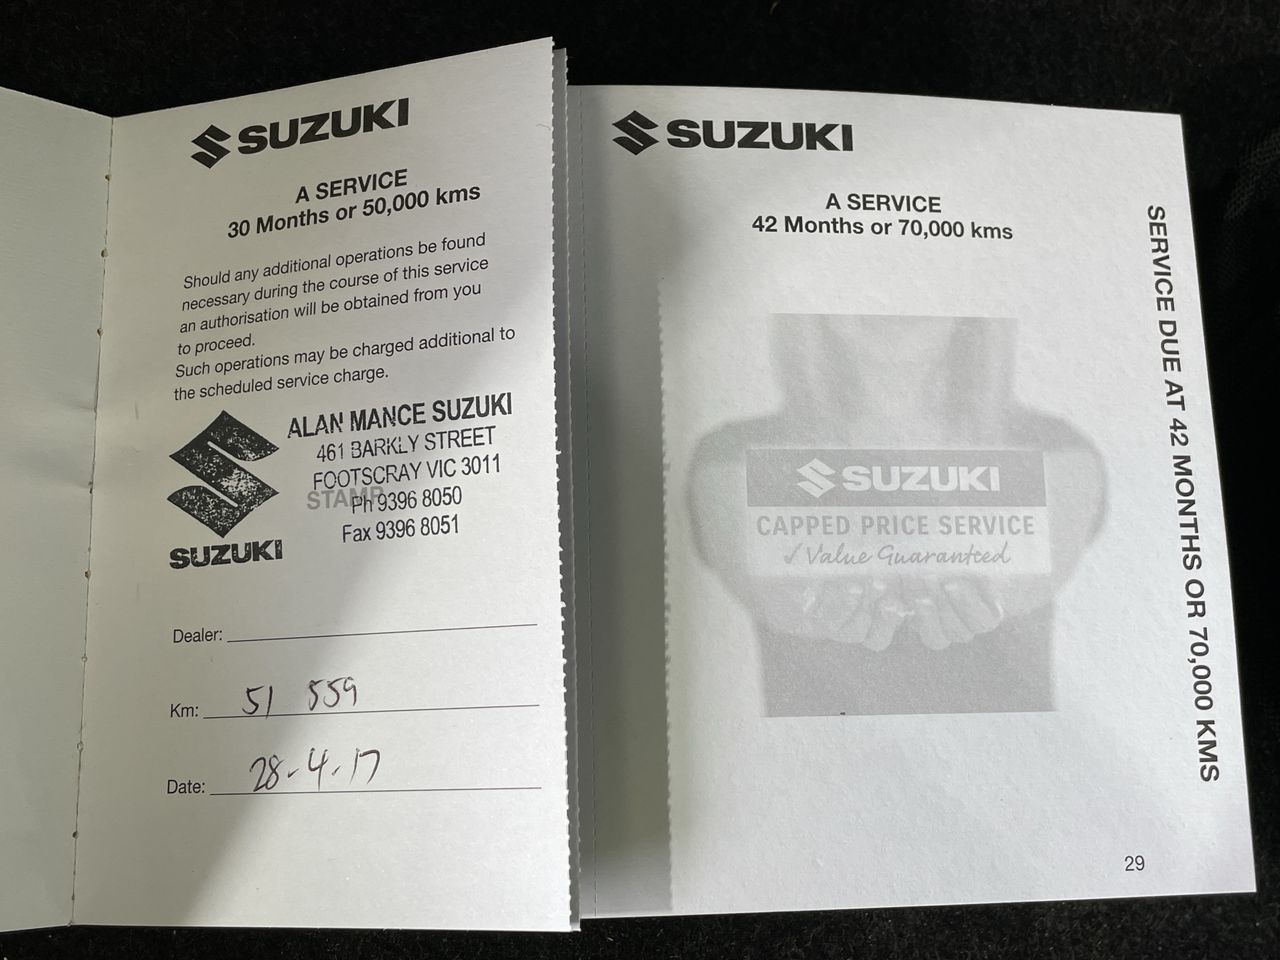 SUZUKI
A SERVICE
30 Months or 50,000 kms
Should any additional operations be found
necessary during the course of this service
an authorisation will be obtained from you
to proceed.
Such operations may be charged additional to
the scheduled service charge.
ALAN MANCE SUZUKI
461 BARKLY STREET
FOOTSCRAY VIC 3011
STAMP
Ph 9396 8050
Fax 9396 8051
SUZUKI
Dealer:
Km: 51 559
Date: 28-4-17
SUZUKI
A SERVICE
42 Months or 70,000 kms
SUZUKI
CAPPED PRICE SERVICE
✓ Value Guaranteed
SERVICE DUE AT 42 MONTHS OR 70,000 KMS
29